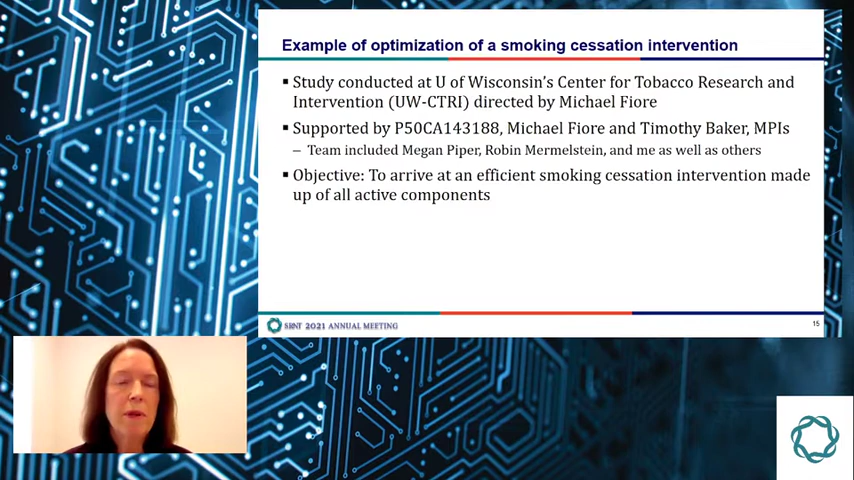 Example of optimization of a smoking cessation intervention
▪ Study conducted at U of Wisconsin's Center for Tobacco Research and
Intervention (UW-CTRI) directed by Michael Fiore
▪ Supported by P50CA143188, Michael Fiore and Timothy Baker, MPIs
– Team included Megan Piper, Robin Mermelstein, and me as well as others
▪ Objective: To arrive at an efficient smoking cessation intervention made
up of all active components
SRNT 2021 ANNUAL MEETING
15